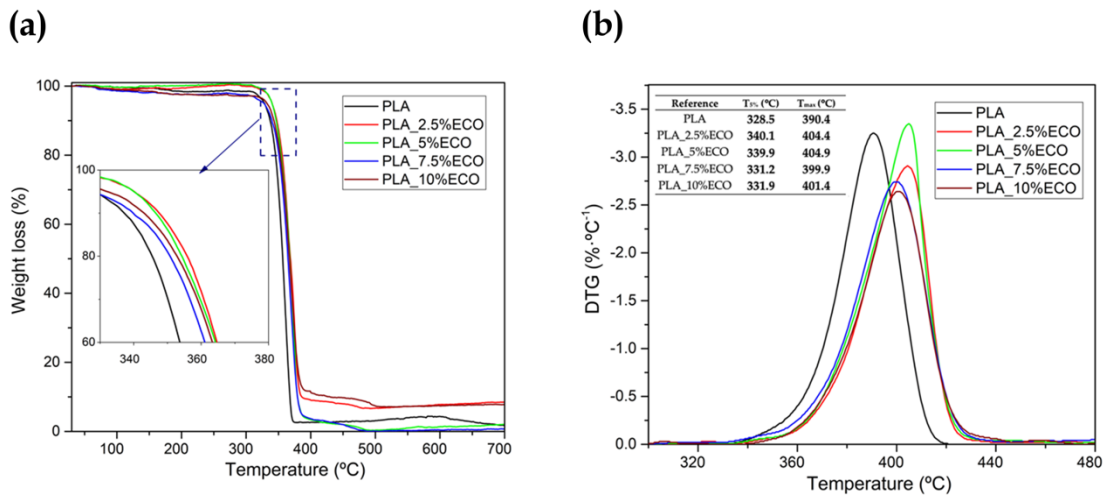 (a)
(b)
100
80
60
40
20
0
Weight loss (%)
0
100
200
300
400
500
600
700
Temperature (ºC)
PLA
PLA_2.5%ECO
PLA_5%ECO
PLA_7.5%ECO
PLA_10%ECO
100
80
60
340
360
380
-3.5
-3.0
-2.5
-2.0
-1.5
-1.0
-0.5
0.0
DTG (%·ºC⁻¹)
320
360
400
440
480
Temperature (ºC)
Reference T5% (ºC) Tmax (ºC)
PLA 328.5 390.4
PLA_2.5%ECO 340.1 404.4
PLA_5%ECO 339.9 404.9
PLA_7.5%ECO 331.2 399.9
PLA_10%ECO 331.9 401.4
PLA
PLA_2.5%ECO
PLA_5%ECO
PLA_7.5%ECO
PLA_10%ECO